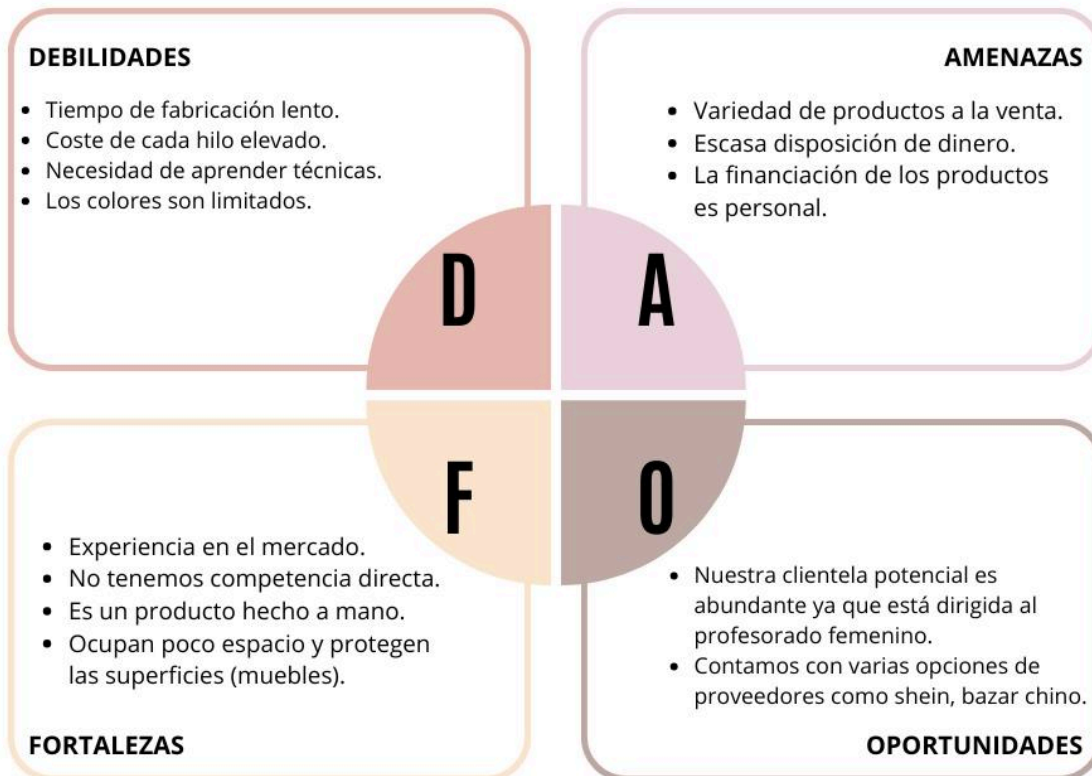 DEBILIDADES
• Tiempo de fabricación lento.
• Coste de cada hilo elevado.
• Necesidad de aprender técnicas.
• Los colores son limitados.
AMENAZAS
• Variedad de productos a la venta.
• Escasa disposición de dinero.
• La financiación de los productos
es personal.
D
A
F
O
• Experiencia en el mercado.
• No tenemos competencia directa.
• Es un producto hecho a mano.
• Ocupan poco espacio y protegen
las superficies (muebles).
FORTALEZAS
• Nuestra clientela potencial es
abundante ya que está dirigida al
profesorado femenino.
• Contamos con varias opciones de
proveedores como shein, bazar chino.
OPORTUNIDADES